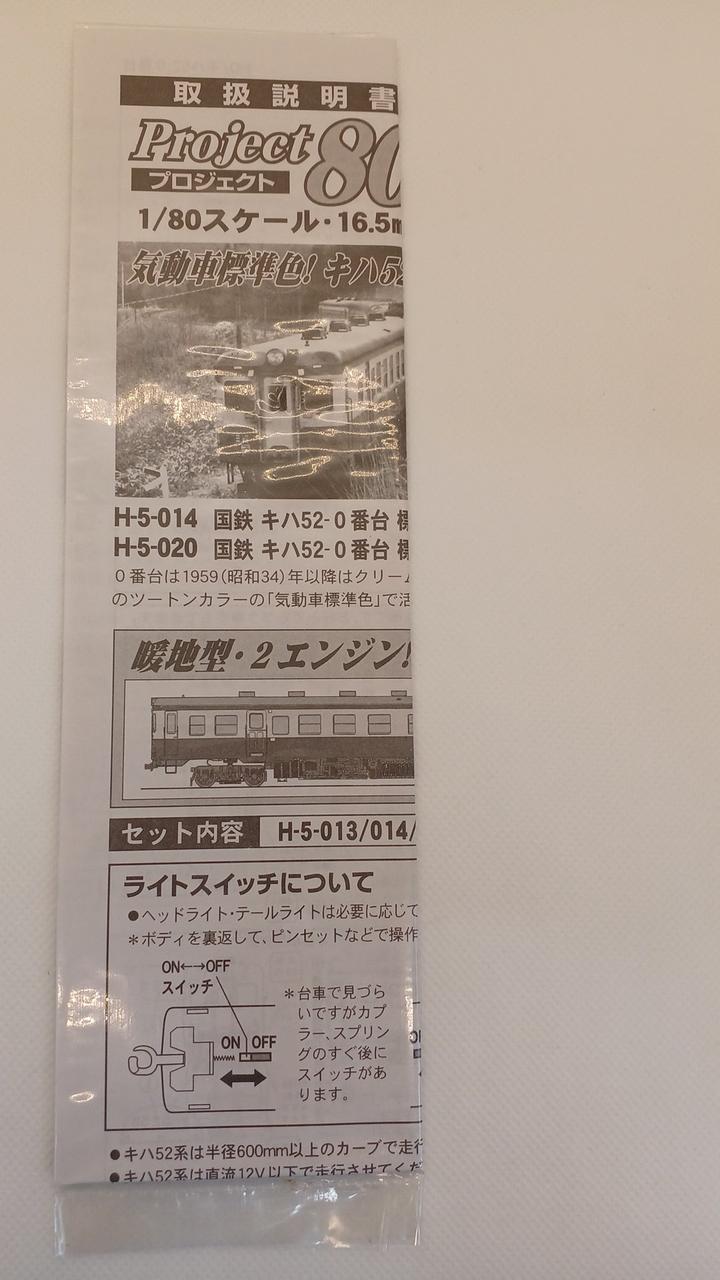 取扱説明書
Project 80
プロジェクト
1/80スケール・16.5m
気動車標準色! キハ52
H-5-014 国鉄 キハ52-0番台 標
H-5-020 国鉄 キハ52-0番台 標
0番台は1959(昭和34)年以降はクリーム
のツートンカラーの「気動車標準色」で活
暖地型・2エンジン!
セット内容 H-5-013/014/
ライトスイッチについて
●ヘッドライト・テールライトは必要に応じて
＊ボディを裏返して、ピンセットなどで操作
ON←→OFF
スイッチ
ON OFF
＊台車で見づら
いですがカプ
ラー、スプリン
グのすぐ後に
スイッチがあ
ります。
●キハ52系は半径600mm以上のカーブで走行
●キハ52系は直流12V以下で走行させてくだ